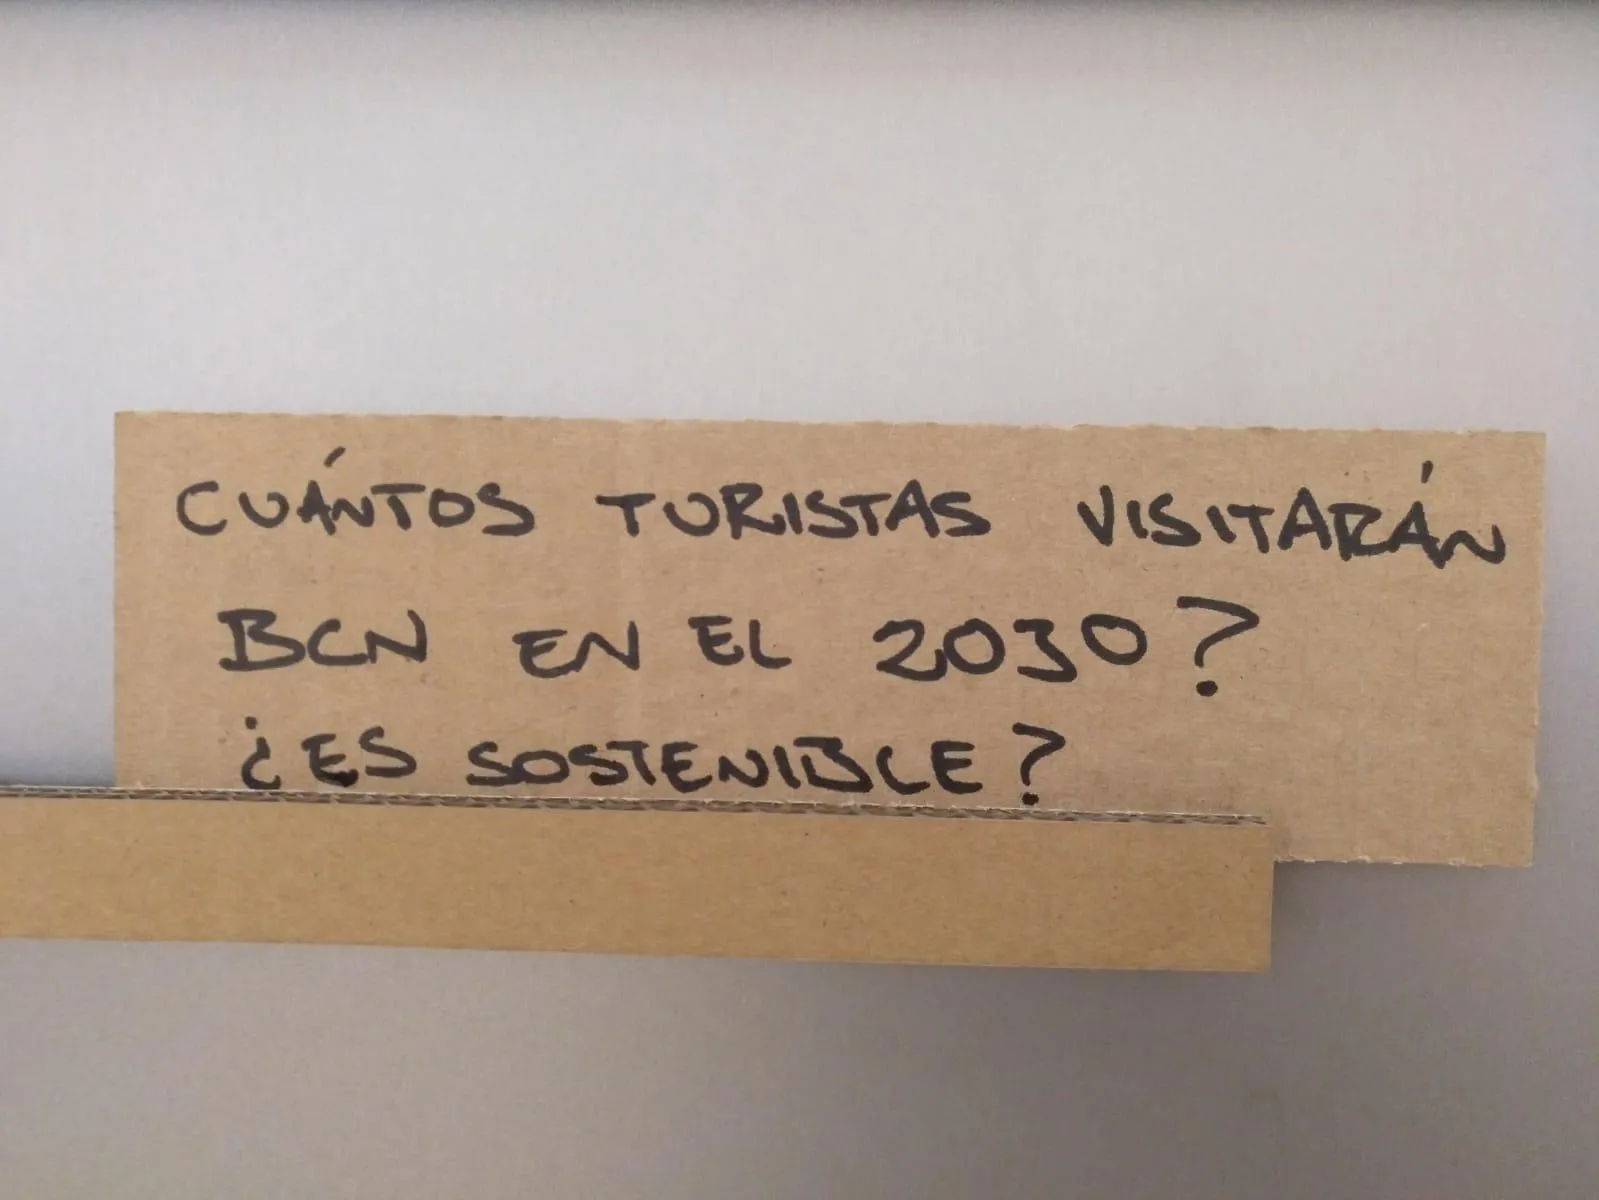 CUÁNTOS TURISTAS VISITARÁN
BCN EN EL 2030?
¿ES SOSTENIBLE?